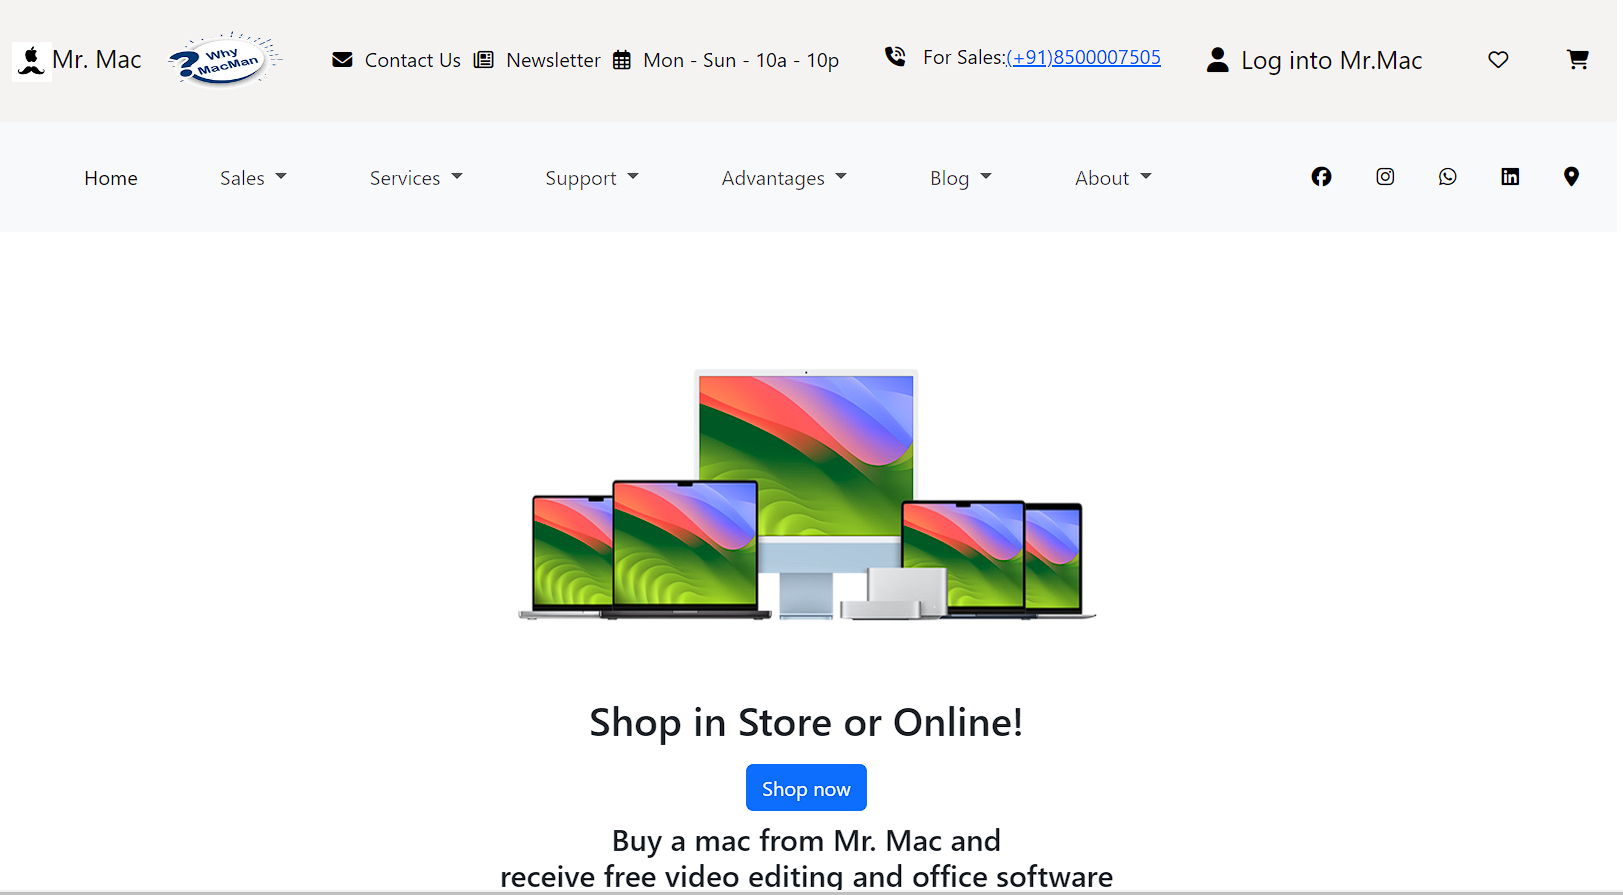 Mr. Mac
? Why
MacMan
Contact Us Newsletter Mon - Sun - 10a - 10p
For Sales:(+91)8500007505
Log into Mr.Mac
Home Sales Services Support Advantages Blog About
Shop in Store or Online!
Shop now
Buy a mac from Mr. Mac and
receive free video editing and office software